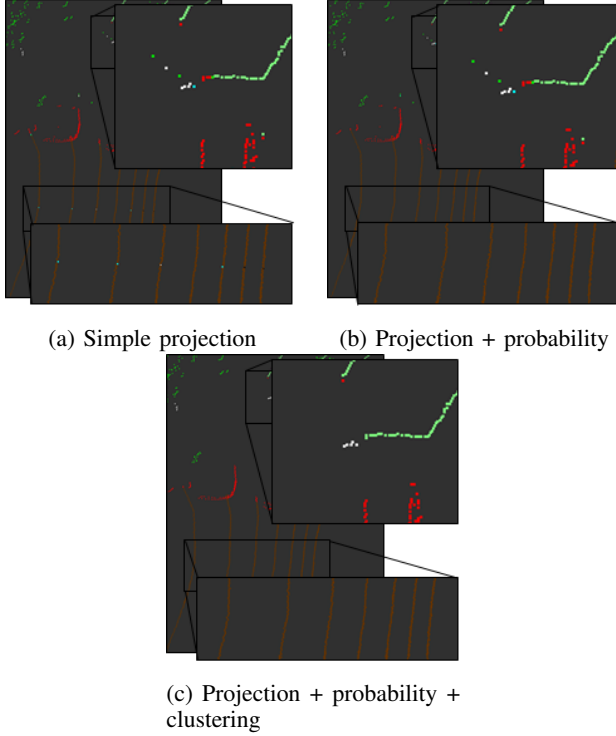 (a) Simple projection
(b) Projection + probability
(c) Projection + probability +
clustering